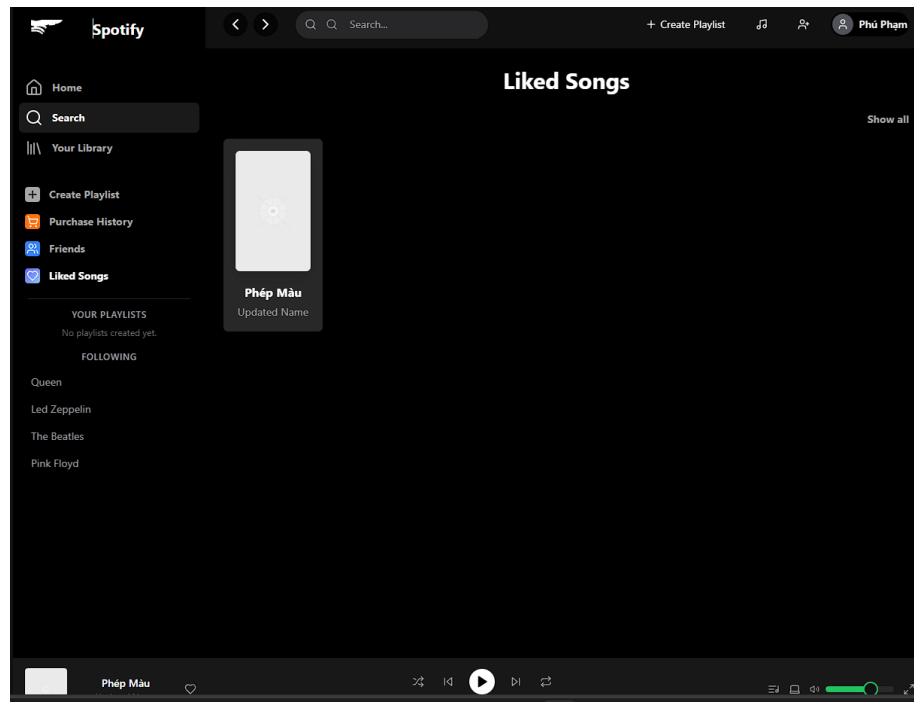 Spotify
Search...
+ Create Playlist
Phú Phạm
Home
Search
Your Library
Create Playlist
Purchase History
Friends
Liked Songs
YOUR PLAYLISTS
No playlists created yet.
FOLLOWING
Queen
Led Zeppelin
The Beatles
Pink Floyd
Liked Songs
Show all
Phép Màu
Updated Name
Phép Màu